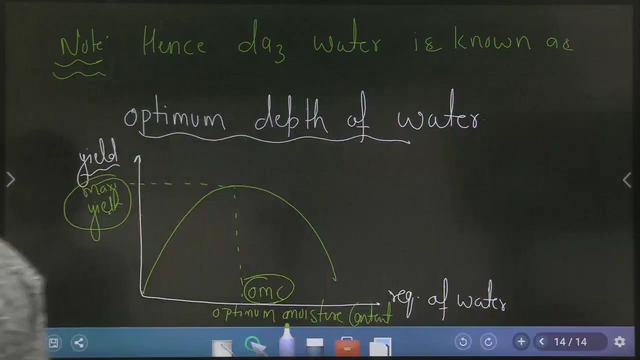 Note: Hence da3 water is known as
optimum depth of water
yield
max
yield
omc
req. of water
optimum moisture content
14 / 14